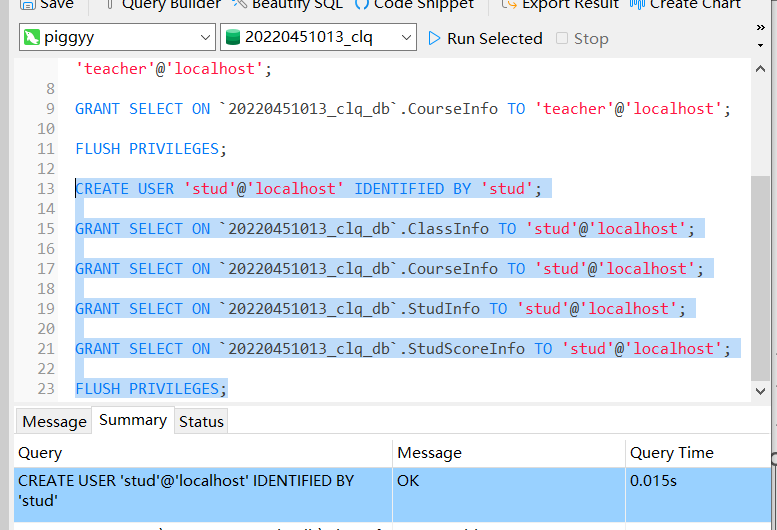 Save Query Builder Beautify SQL Code Snippet Export Result Create Chart
piggyy 20220451013_clq Run Selected Stop
'teacher'@'localhost';
8
9 GRANT SELECT ON `20220451013_clq_db`.CourseInfo TO 'teacher'@'localhost';
10
11 FLUSH PRIVILEGES;
12
13 CREATE USER 'stud'@'localhost' IDENTIFIED BY 'stud';
14
15 GRANT SELECT ON `20220451013_clq_db`.ClassInfo TO 'stud'@'localhost';
16
17 GRANT SELECT ON `20220451013_clq_db`.CourseInfo TO 'stud'@'localhost';
18
19 GRANT SELECT ON `20220451013_clq_db`.StudInfo TO 'stud'@'localhost';
20
21 GRANT SELECT ON `20220451013_clq_db`.StudScoreInfo TO 'stud'@'localhost';
22
23 FLUSH PRIVILEGES;
Message Summary Status
Query Message Query Time
CREATE USER 'stud'@'localhost' IDENTIFIED BY OK 0.015s
'stud'